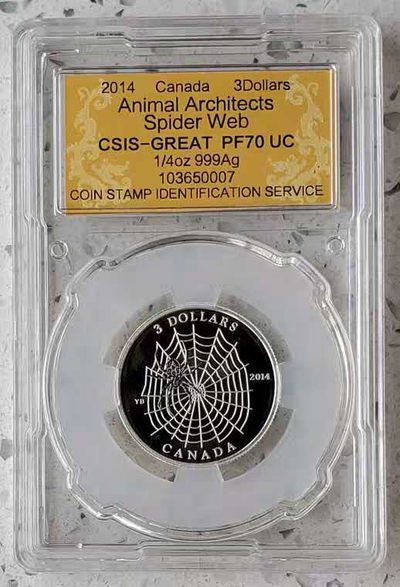 2014 Canada 3Dollars
Animal Architects
Spider Web
CSIS-GREAT PF70 UC
1/4oz 999Ag
103650007
COIN STAMP IDENTIFICATION SERVICE
3 DOLLARS
2014
YB
CANADA